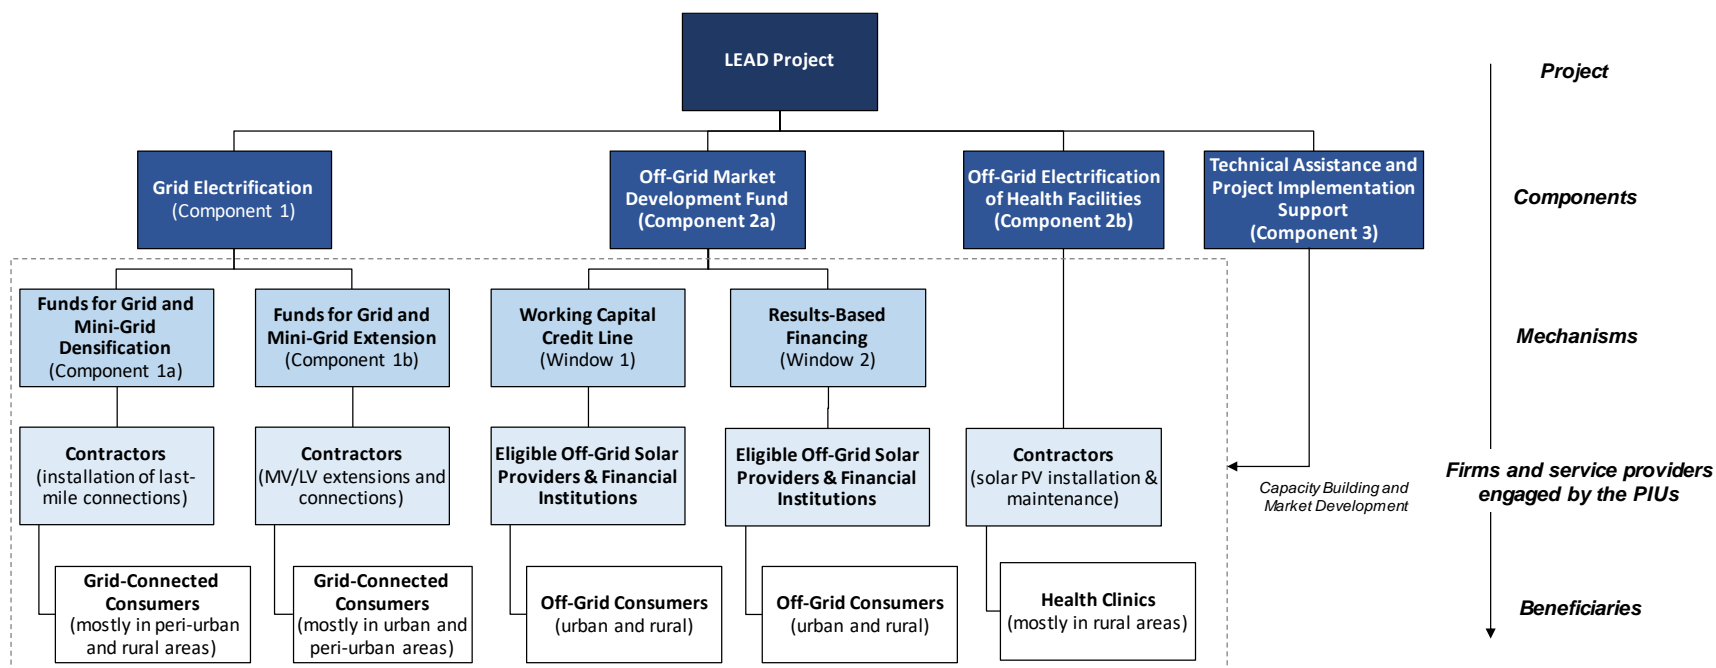 LEAD Project
Project
Grid Electrification
(Component 1)
Off-Grid Market
Development Fund
(Component 2a)
Off-Grid Electrification
of Health Facilities
(Component 2b)
Technical Assistance and
Project Implementation
Support
(Component 3)
Components
Funds for Grid and
Mini-Grid
Densification
(Component 1a)
Funds for Grid and
Mini-Grid Extension
(Component 1b)
Working Capital
Credit Line
(Window 1)
Results-Based
Financing
(Window 2)
Mechanisms
Contractors
(installation of last-
mile connections)
Contractors
(MV/LV extensions and
connections)
Eligible Off-Grid Solar
Providers & Financial
Institutions
Eligible Off-Grid Solar
Providers & Financial
Institutions
Contractors
(solar PV installation &
maintenance)
Capacity Building and
Market Development
Firms and service providers
engaged by the PIUs
Grid-Connected
Consumers
(mostly in peri-urban
and rural areas)
Grid-Connected
Consumers
(mostly in urban and
peri-urban areas)
Off-Grid Consumers
(urban and rural)
Off-Grid Consumers
(urban and rural)
Health Clinics
(mostly in rural areas)
Beneficiaries